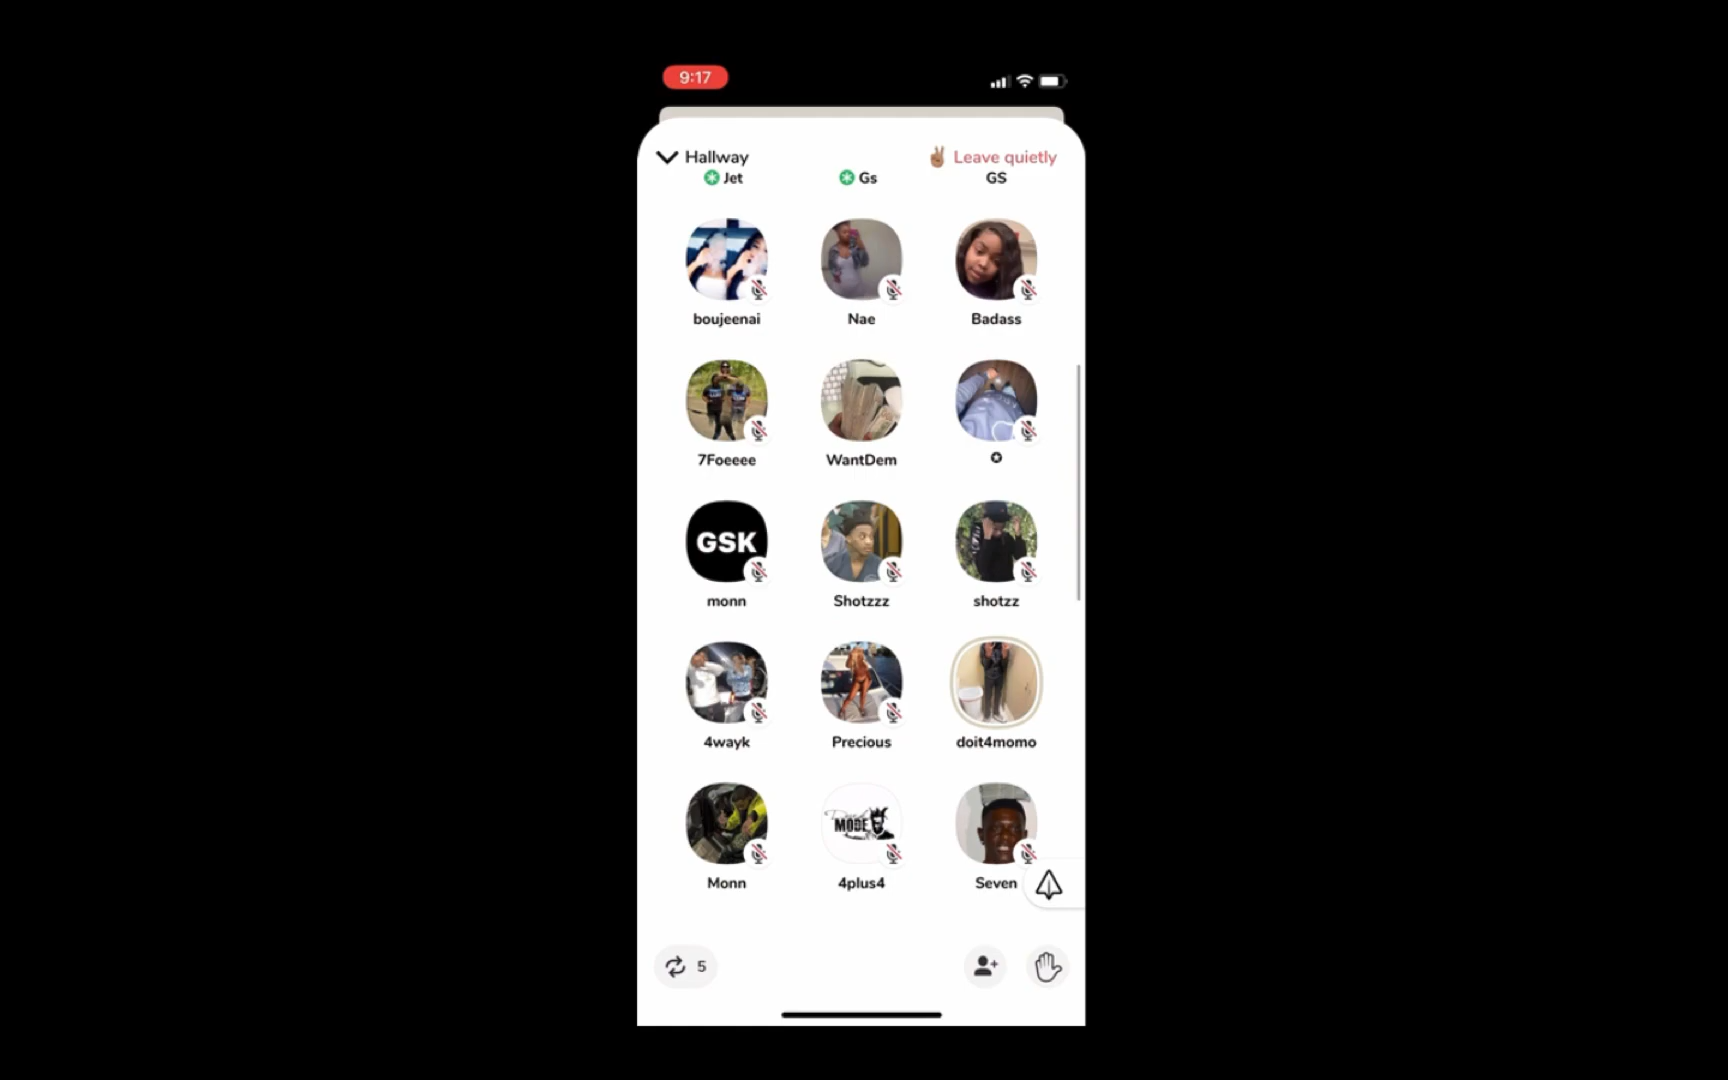 9:17
Hallway
✌🏽 Leave quietly
Jet
Gs
GS
boujeenai
Nae
Badass
7Foeeee
WantDem
✪
GSK
monn
Shotzzz
shotzz
4wayk
Precious
doit4momo
MODE
Monn
4plus4
Seven
5